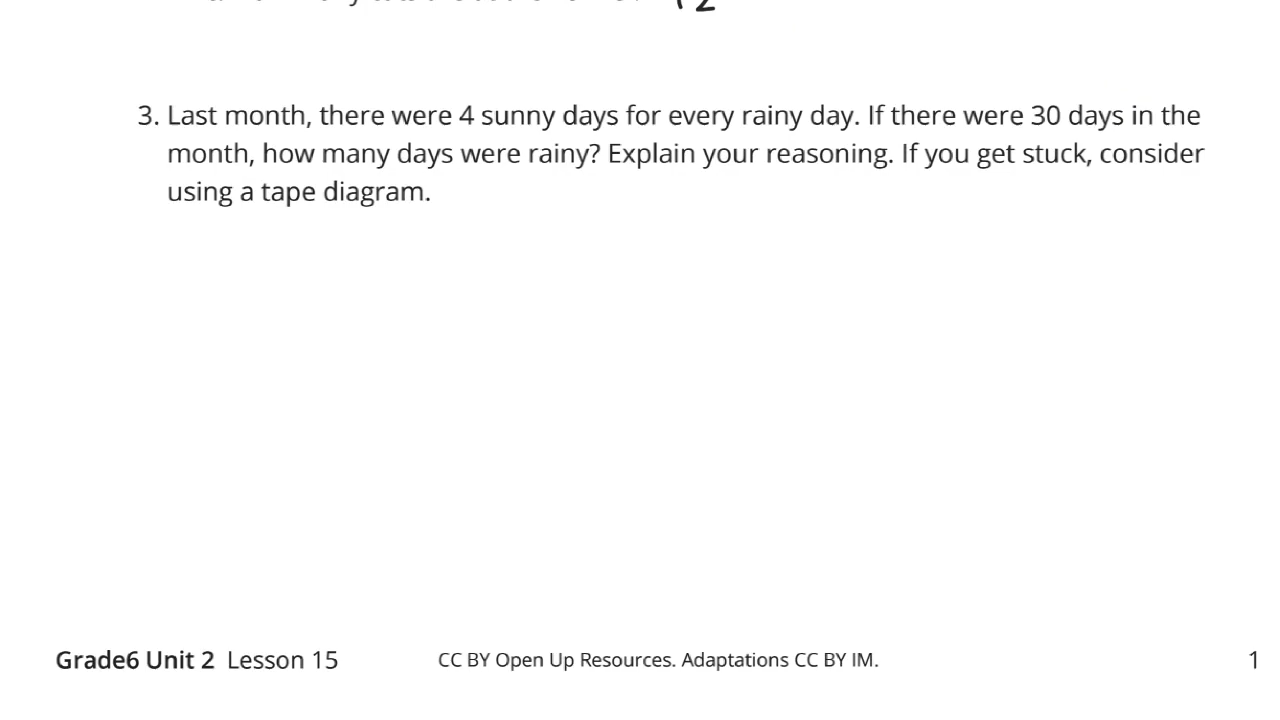 3. Last month, there were 4 sunny days for every rainy day. If there were 30 days in the
month, how many days were rainy? Explain your reasoning. If you get stuck, consider
using a tape diagram.
Grade6 Unit 2 Lesson 15 CC BY Open Up Resources. Adaptations CC BY IM. 1